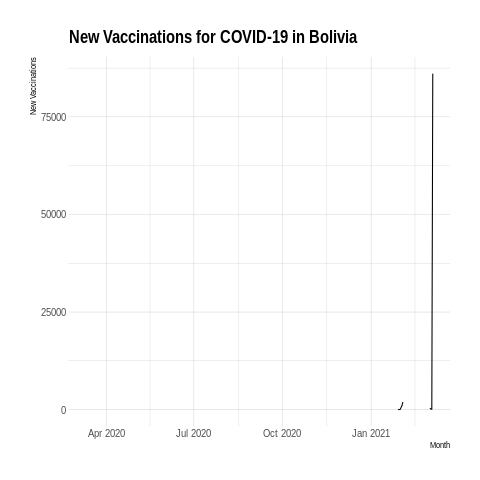 New Vaccinations for COVID-19 in Bolivia
New Vaccinations
75000
50000
25000
0
Apr 2020
Jul 2020
Oct 2020
Jan 2021
Month